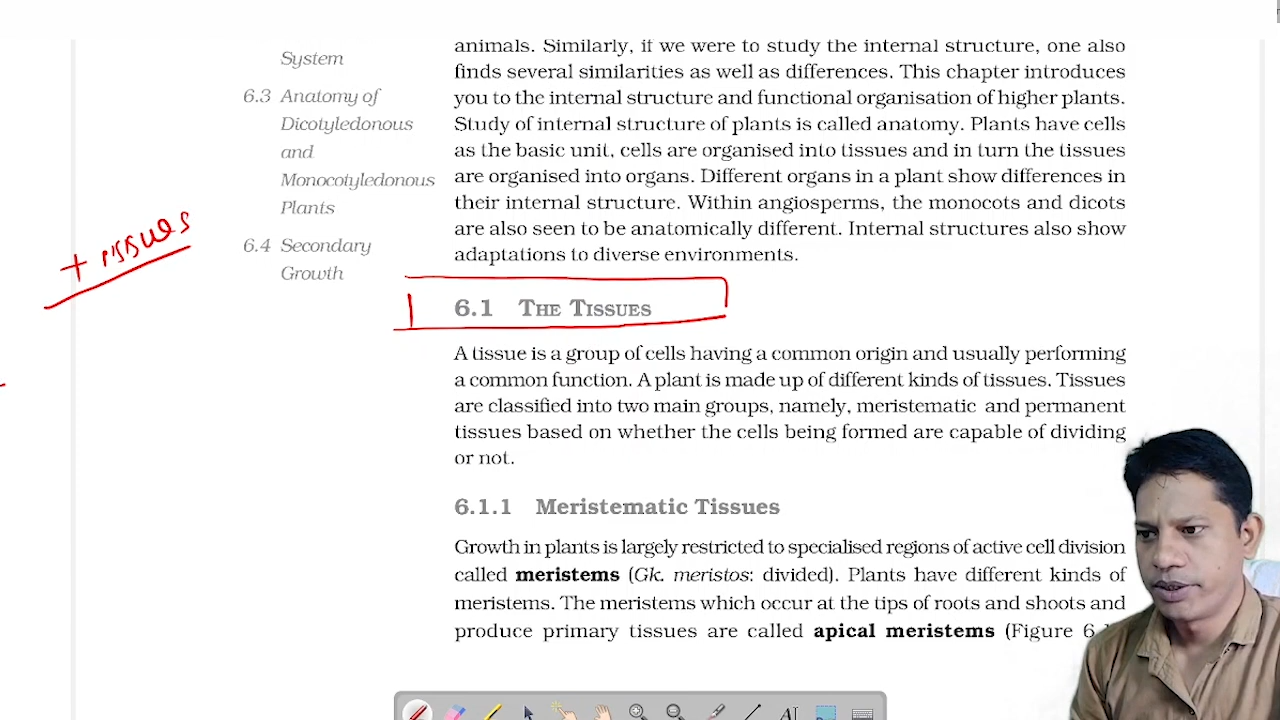 System
6.3 Anatomy of
Dicotyledonous
and
Monocotyledonous
Plants
6.4 Secondary
Growth
+ Tissues
animals. Similarly, if we were to study the internal structure, one also
finds several similarities as well as differences. This chapter introduces
you to the internal structure and functional organisation of higher plants.
Study of internal structure of plants is called anatomy. Plants have cells
as the basic unit, cells are organised into tissues and in turn the tissues
are organised into organs. Different organs in a plant show differences in
their internal structure. Within angiosperms, the monocots and dicots
are also seen to be anatomically different. Internal structures also show
adaptations to diverse environments.
6.1 The Tissues
A tissue is a group of cells having a common origin and usually performing
a common function. A plant is made up of different kinds of tissues. Tissues
are classified into two main groups, namely, meristematic and permanent
tissues based on whether the cells being formed are capable of dividing
or not.
6.1.1 Meristematic Tissues
Growth in plants is largely restricted to specialised regions of active cell division
called meristems (Gk. meristos: divided). Plants have different kinds of
meristems. The meristems which occur at the tips of roots and shoots and
produce primary tissues are called apical meristems (Figure 6